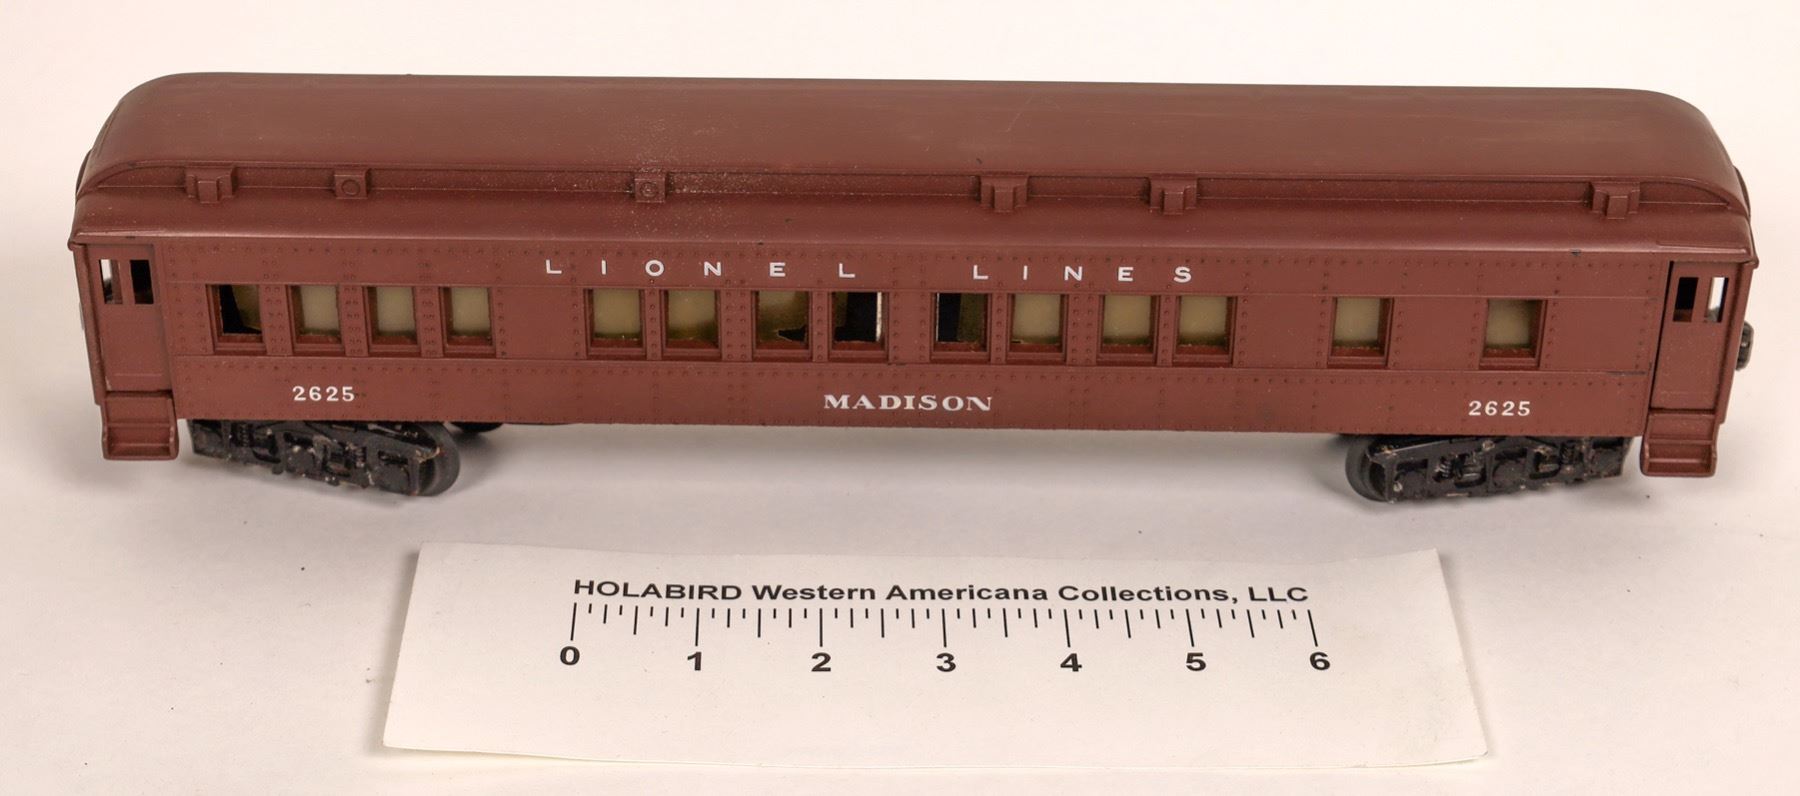 LIONEL LINES
2625 MADISON 2625
HOLABIRD Western Americana Collections, LLC
0 1 2 3 4 5 6